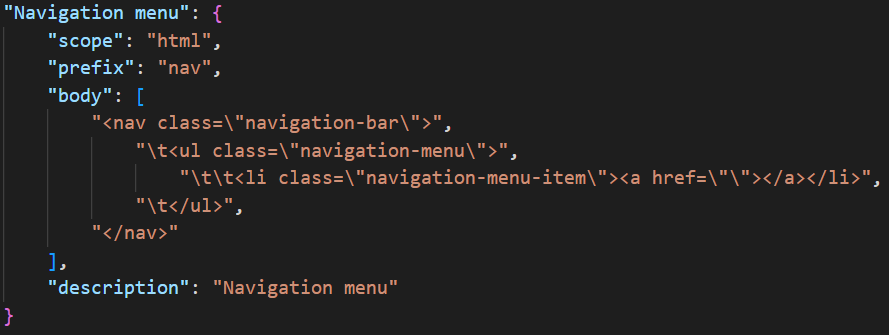 "Navigation menu": {
    "scope": "html",
    "prefix": "nav",
    "body": [
        "<nav class=\"navigation-bar\">",
            "\t<ul class=\"navigation-menu\">",
                "\t\t<li class=\"navigation-menu-item\"><a href=\"\"></a></li>",
            "\t</ul>",
        "</nav>"
    ],
    "description": "Navigation menu"
}